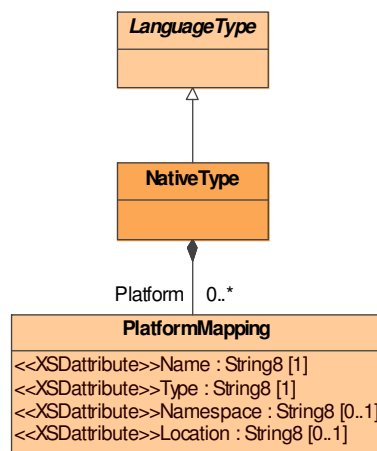 LanguageType
NativeType
Platform 0..*
PlatformMapping
<<XSDattribute>>Name : String8 [1]
<<XSDattribute>>Type : String8 [1]
<<XSDattribute>>Namespace : String8 [0..1]
<<XSDattribute>>Location : String8 [0..1]